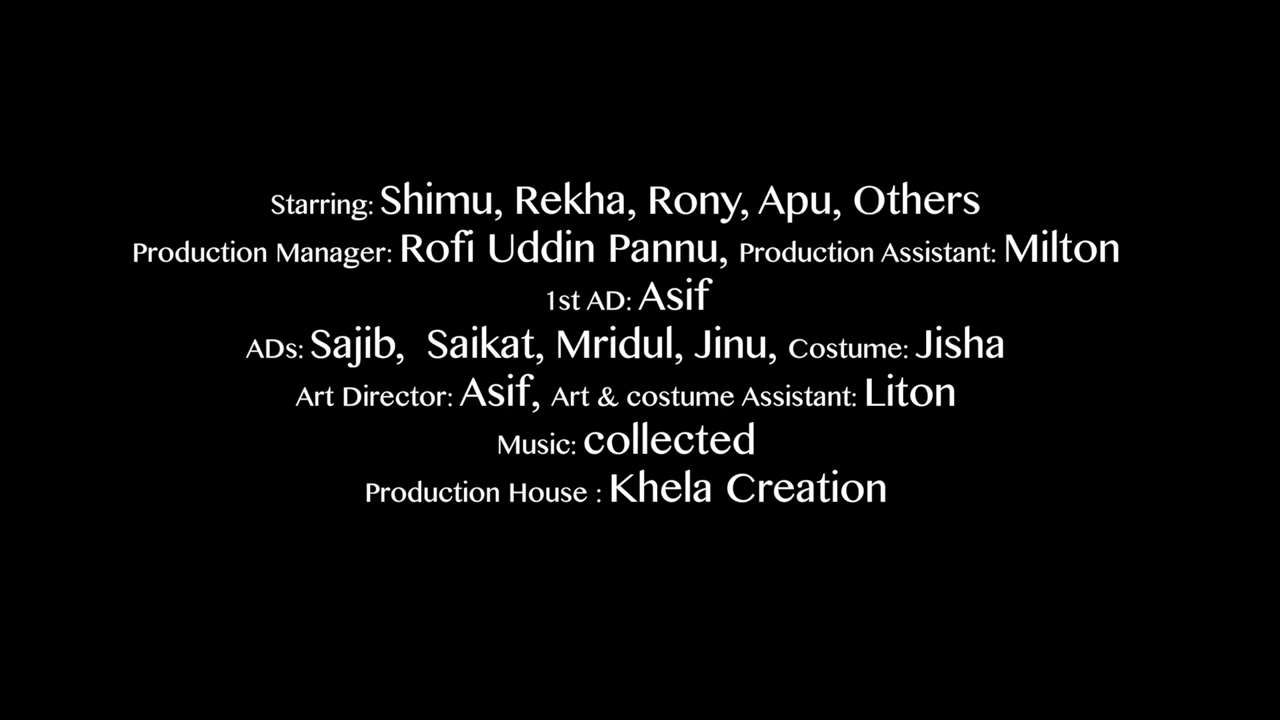 Starring: Shimu, Rekha, Rony, Apu, Others
Production Manager: Rofi Uddin Pannu, Production Assistant: Milton
1st AD: Asif
ADs: Sajib,  Saikat, Mridul, Jinu, Costume: Jisha
Art Director: Asif, Art & costume Assistant: Liton
Music: collected
Production House : Khela Creation